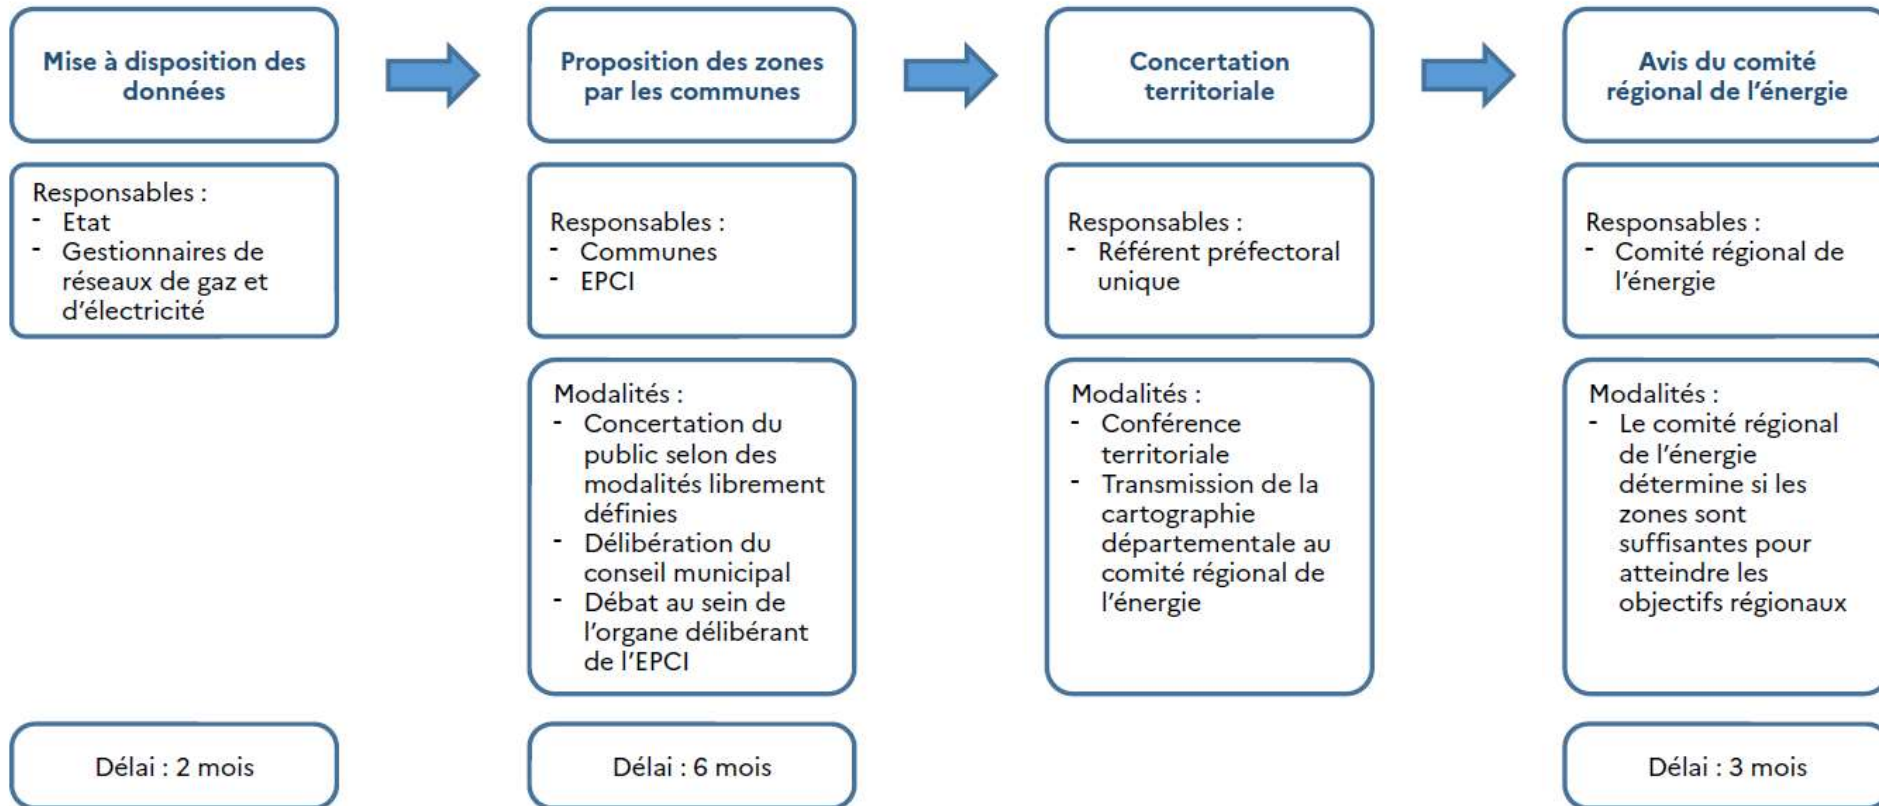 Mise à disposition des
données
Proposition des zones
par les communes
Concertation
territoriale
Avis du comité
régional de l'énergie
Responsables :
- Etat
- Gestionnaires de
réseaux de gaz et
d'électricité
Responsables :
- Communes
- EPCI
Responsables :
- Référent préfectoral
unique
Responsables :
- Comité régional de
l'énergie
Modalités :
- Concertation du
public selon des
modalités librement
définies
- Délibération du
conseil municipal
- Débat au sein de
l'organe délibérant
de l'EPCI
Modalités :
- Conférence
territoriale
- Transmission de la
cartographie
départementale au
comité régional de
l'énergie
Modalités :
- Le comité régional
de l'énergie
détermine si les
zones sont
suffisantes pour
atteindre les
objectifs régionaux
Délai : 2 mois
Délai : 6 mois
Délai : 3 mois